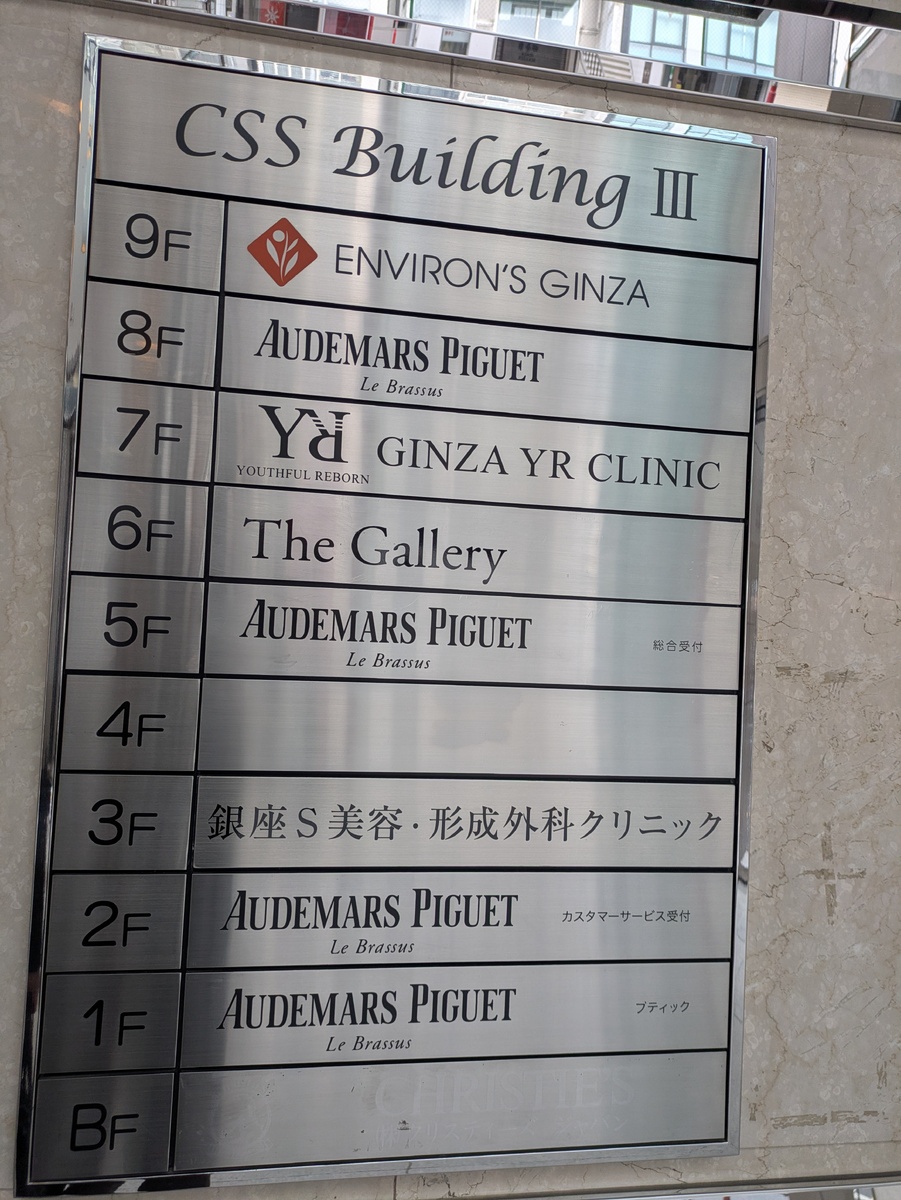 CSS Building III
9F ENVIRON'S GINZA
8F AUDEMARS PIGUET
Le Brassus
7F YR GINZA YR CLINIC
YOUTHFUL REBORN
6F The Gallery
5F AUDEMARS PIGUET 総合受付
Le Brassus
4F
3F 銀座S美容・形成外科クリニック
2F AUDEMARS PIGUET カスタマーサービス受付
Le Brassus
1F AUDEMARS PIGUET ブティック
Le Brassus
BF CHRISTIE'S